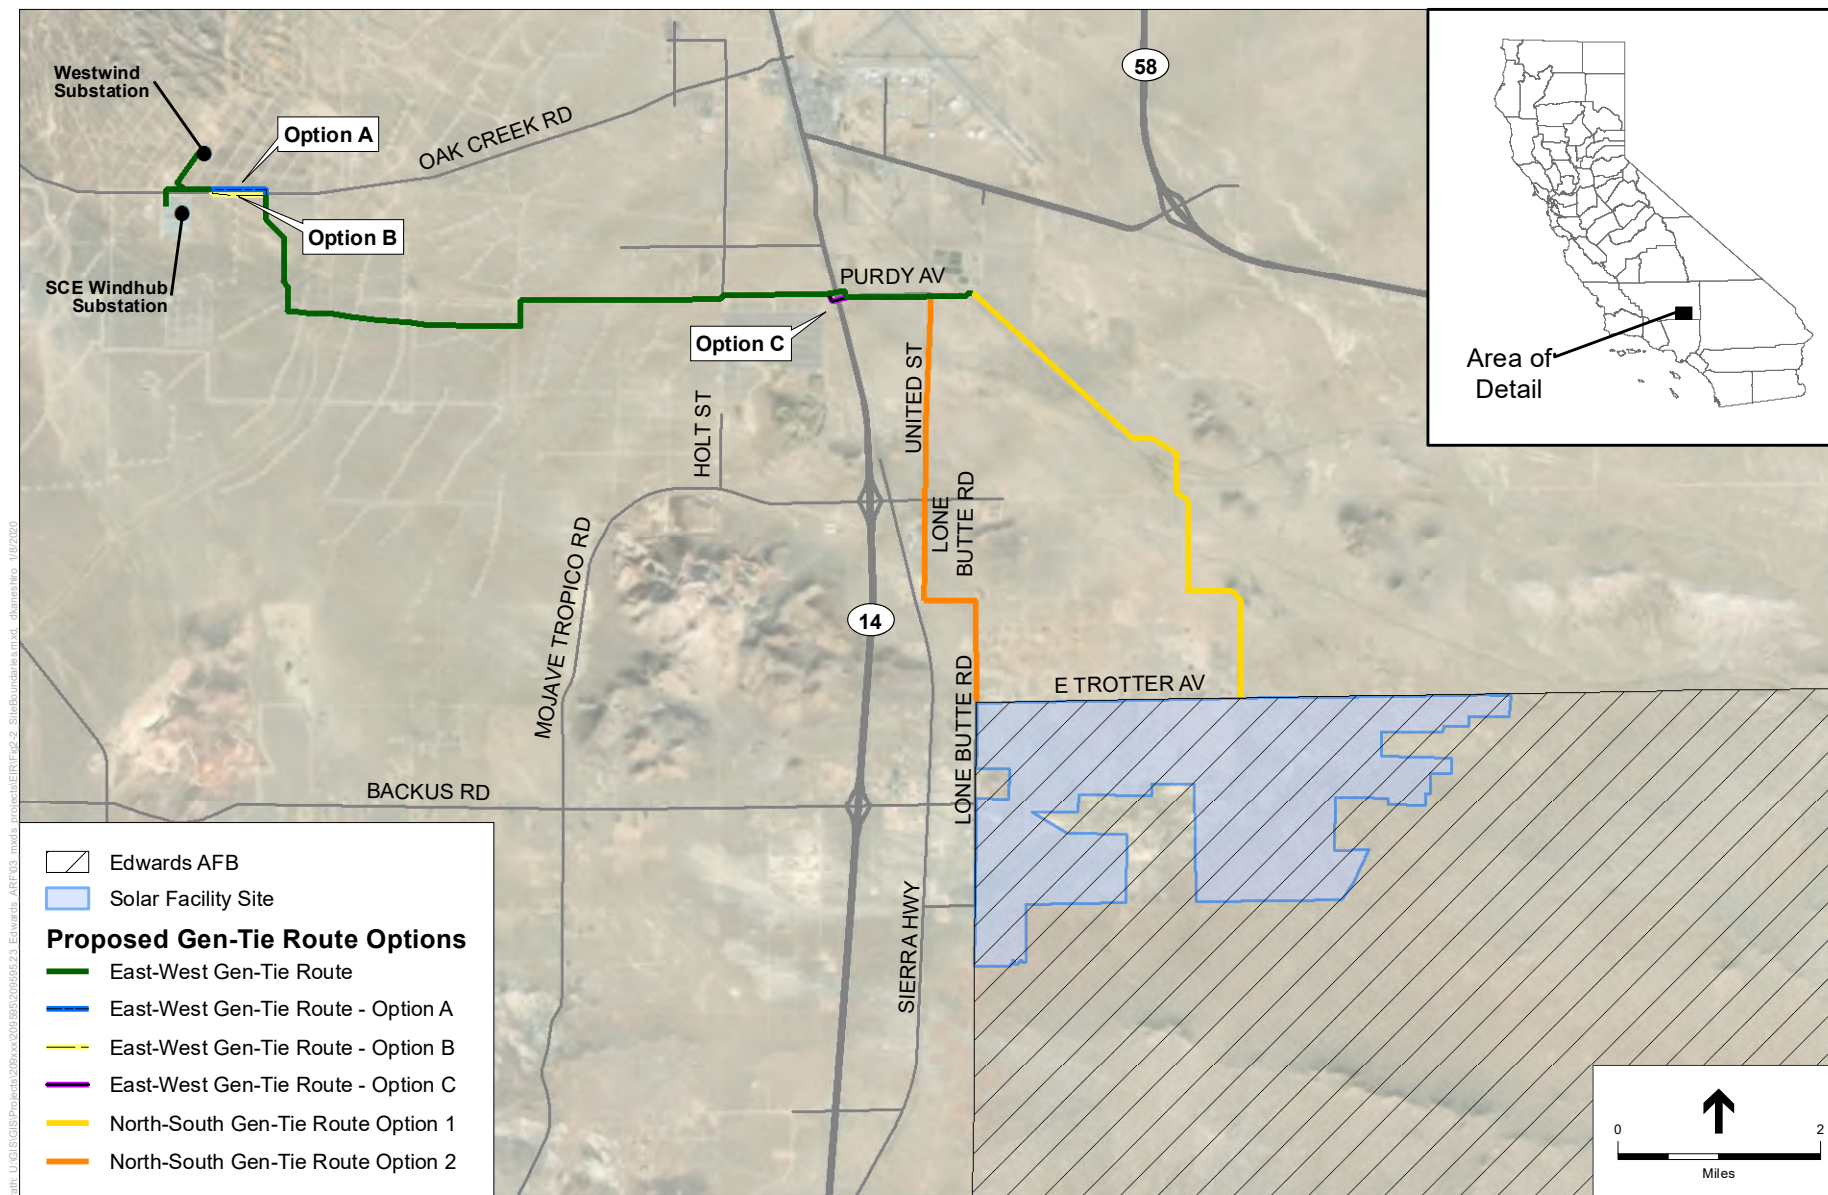 Westwind
Substation
Option A
OAK CREEK RD
58
Option B
SCE Windhub
Substation
PURDY AV
Option C
Area of
Detail
UNITED ST
HOLT ST
LONE
BUTTE RD
MOJAVE TROPICO RD
14
LONE BUTTE RD
E TROTTER AV
BACKUS RD
SIERRA HWY
Edwards AFB
Solar Facility Site
Proposed Gen-Tie Route Options
East-West Gen-Tie Route
East-West Gen-Tie Route - Option A
East-West Gen-Tie Route - Option B
East-West Gen-Tie Route - Option C
North-South Gen-Tie Route Option 1
North-South Gen-Tie Route Option 2
0 2
Miles